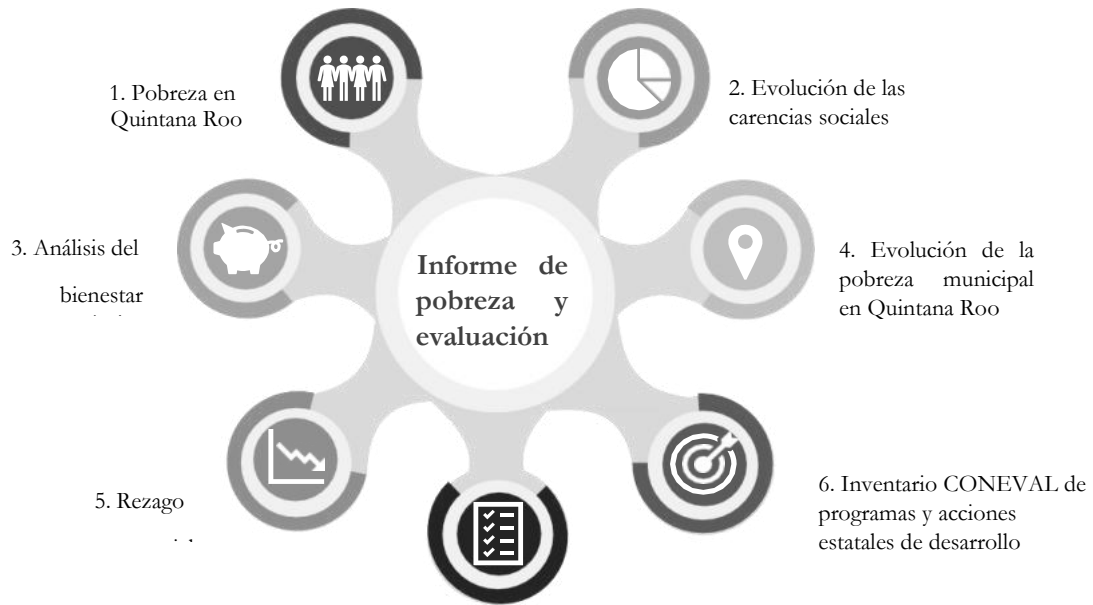 1. Pobreza en
Quintana Roo
2. Evolución de las
carencias sociales
3. Análisis del
bienestar
Informe de
pobreza y
evaluación
4. Evolución de la
pobreza municipal
en Quintana Roo
5. Rezago
6. Inventario CONEVAL de
programas y acciones
estatales de desarrollo